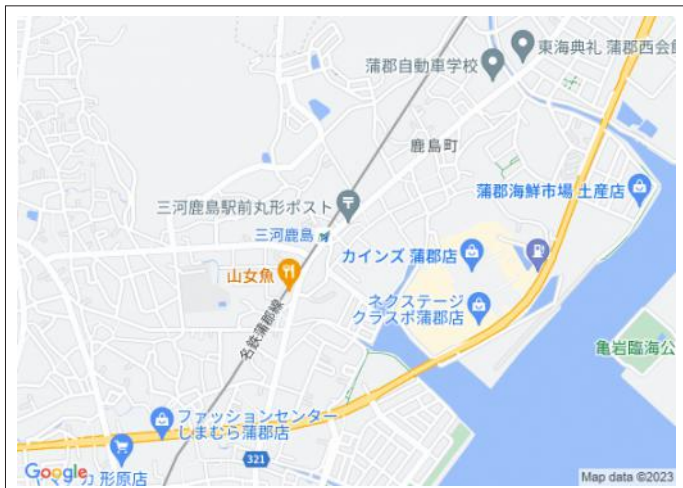 東海典礼 蒲郡西会館
蒲郡自動車学校
鹿島町
蒲郡海鮮市場 土産店
三河鹿島駅前丸形ポスト
三河鹿島
カインズ 蒲郡店
山女魚
ネクステージ
クラスポ蒲郡店
名鉄蒲郡線
亀岩臨海公
ファッションセンター
しまむら蒲郡店
321
形原店
Google
Map data ©2023